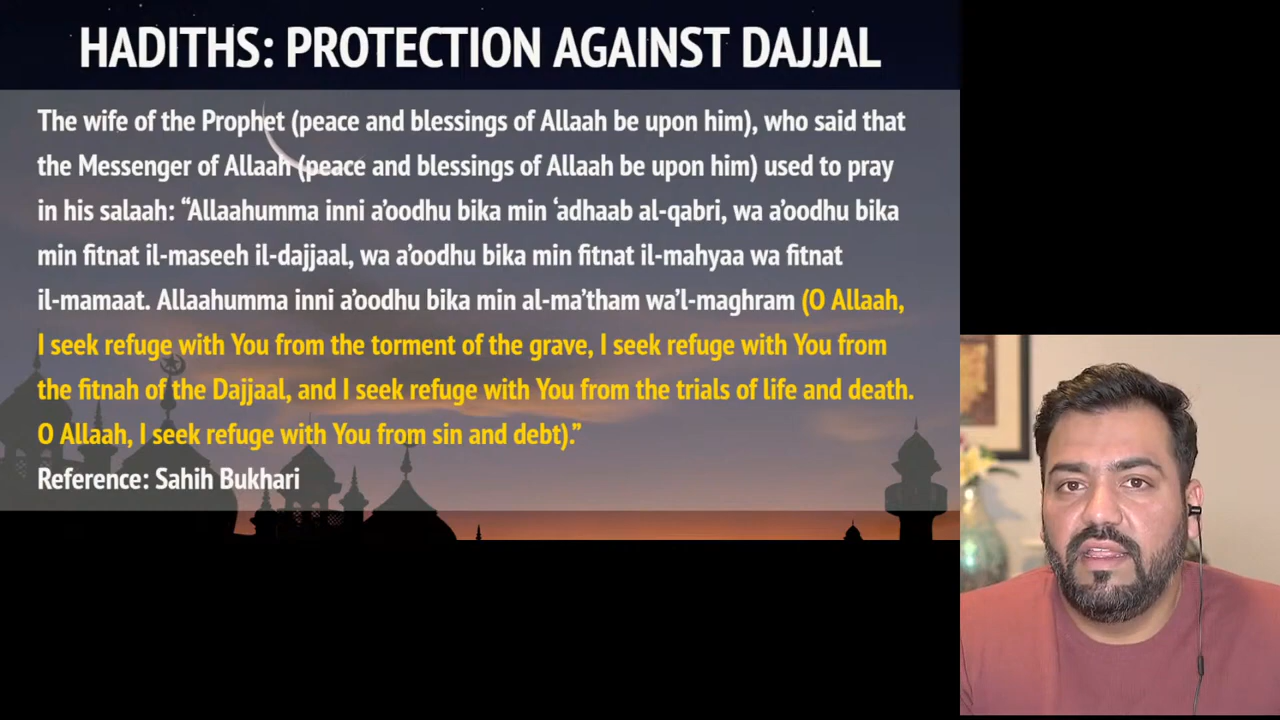 HADITHS: PROTECTION AGAINST DAJJAL
The wife of the Prophet (peace and blessings of Allaah be upon him), who said that
the Messenger of Allaah (peace and blessings of Allaah be upon him) used to pray
in his salaah: “Allaahumma inni a’oodhu bika min ‘adhaab al-qabri, wa a’oodhu bika
min fitnat il-maseeh il-dajjaal, wa a’oodhu bika min fitnat il-mahyaa wa fitnat
il-mamaat. Allaahumma inni a’oodhu bika min al-ma’tham wa’l-maghram (O Allaah,
I seek refuge with You from the torment of the grave, I seek refuge with You from
the fitnah of the Dajjaal, and I seek refuge with You from the trials of life and death.
O Allaah, I seek refuge with You from sin and debt).”
Reference: Sahih Bukhari